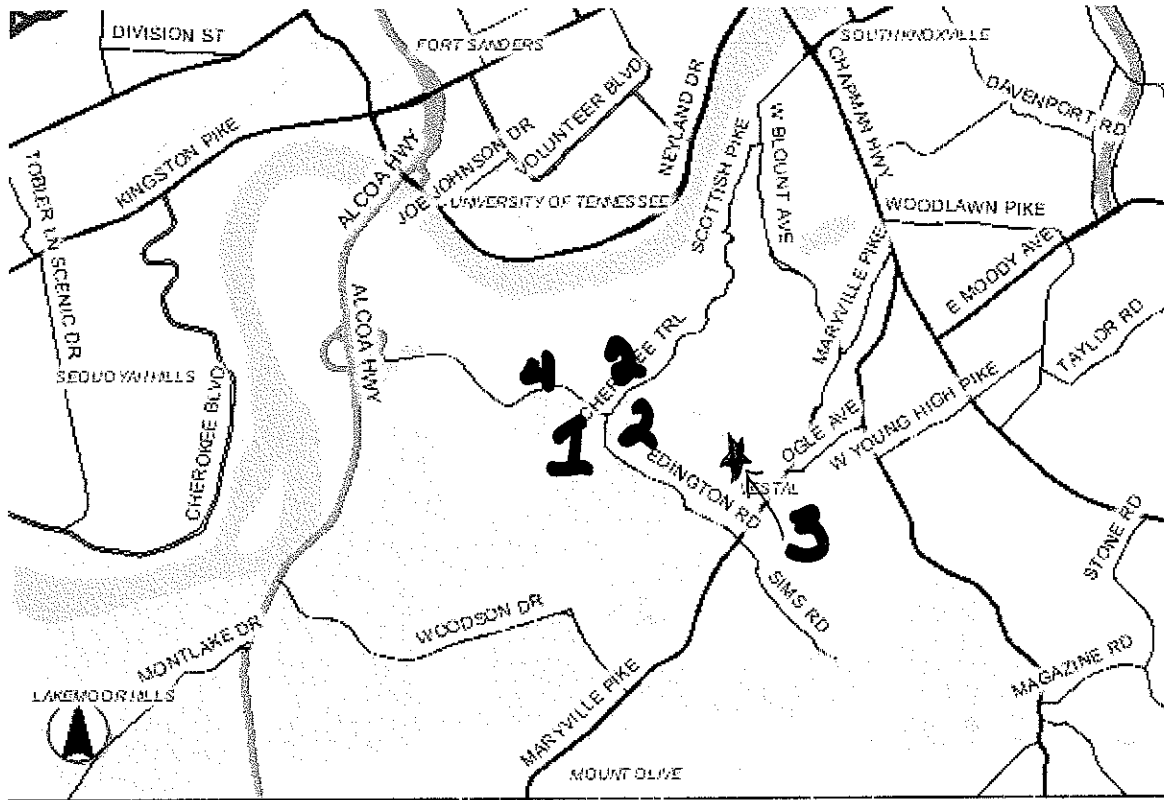 DIVISION ST
FORT SANDERS
SOUTH KNOXVILLE
CHAPMAN HWY
DAVENPORT RD
VOLUNTEER BLVD
NEYLAND DR
KINGSTON PIKE
TOBLER LN
SCENIC DR
ALCOA HWY
JOE JOHNSON DR
UNIVERSITY OF TENNESSEE
SCOTTISH PIKE
W BLOUNT AVE
WOODLAWN PIKE
E MOODY AVE
MARYVILLE PIKE
TAYLOR RD
ALCOA HWY
SEQUOYAH HILLS
CHEROKEE BLVD
4
2
CHEROKEE TRL
1
2
EDINGTON RD
OGLE AVE
W YOUNG HIGH PIKE
VESTAL
3
STONE RD
SIMS RD
WOODSON DR
MONTLAKE DR
MAGAZINE RD
LAKEMOOR HILLS
MARYVILLE PIKE
MOUNT OLIVE